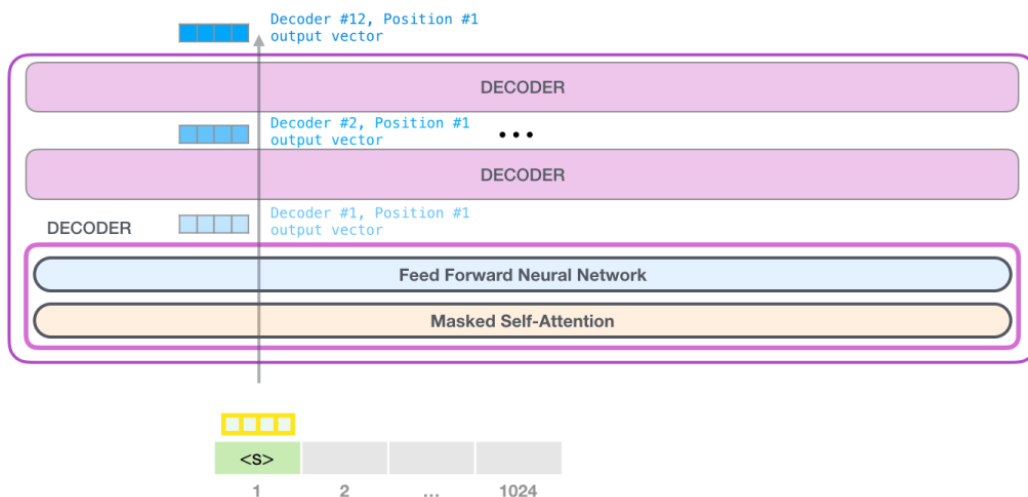 Decoder #12, Position #1
output vector
DECODER
Decoder #2, Position #1
output vector
...
DECODER
Decoder #1, Position #1
output vector
DECODER
Feed Forward Neural Network
Masked Self-Attention
<s>
1 2 ... 1024